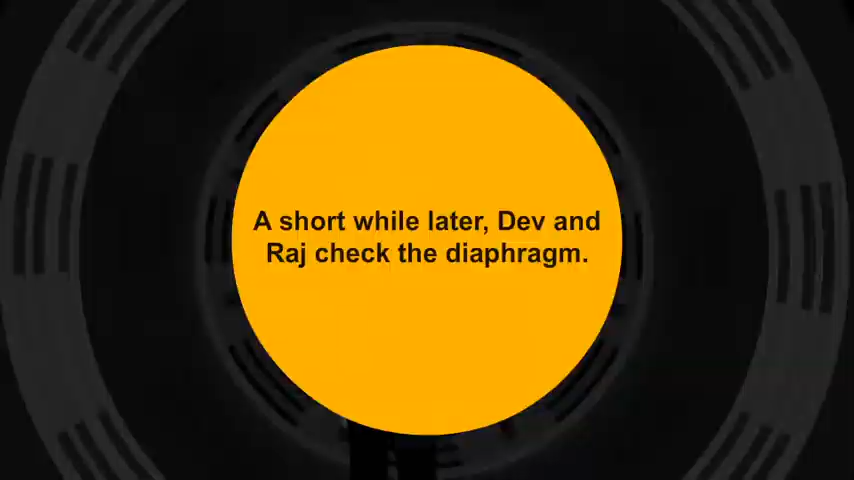 A short while later, Dev and
Raj check the diaphragm.